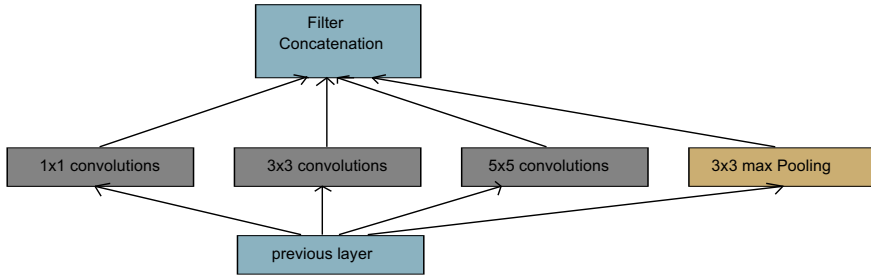 Filter
Concatenation
1x1 convolutions
3x3 convolutions
5x5 convolutions
3x3 max Pooling
previous layer